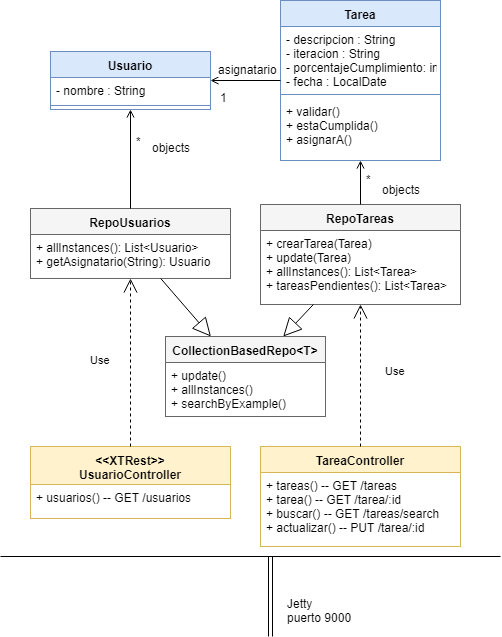 Tarea
- descripcion : String
- iteracion : String
- porcentajeCumplimiento: in
- fecha : LocalDate
+ validar()
+ estaCumplida()
+ asignarA()
Usuario
- nombre : String
asignatario
1
*
objects
*
objects
RepoUsuarios
+ allInstances(): List<Usuario>
+ getAsignatario(String): Usuario
RepoTareas
+ crearTarea(Tarea)
+ update(Tarea)
+ allInstances(): List<Tarea>
+ tareasPendientes(): List<Tarea>
CollectionBasedRepo<T>
+ update()
+ allInstances()
+ searchByExample()
Use
Use
<<XTRest>>
UsuarioController
+ usuarios() -- GET /usuarios
TareaController
+ tareas() -- GET /tareas
+ tarea() -- GET /tarea/:id
+ buscar() -- GET /tareas/search
+ actualizar() -- PUT /tarea/:id
Jetty
puerto 9000